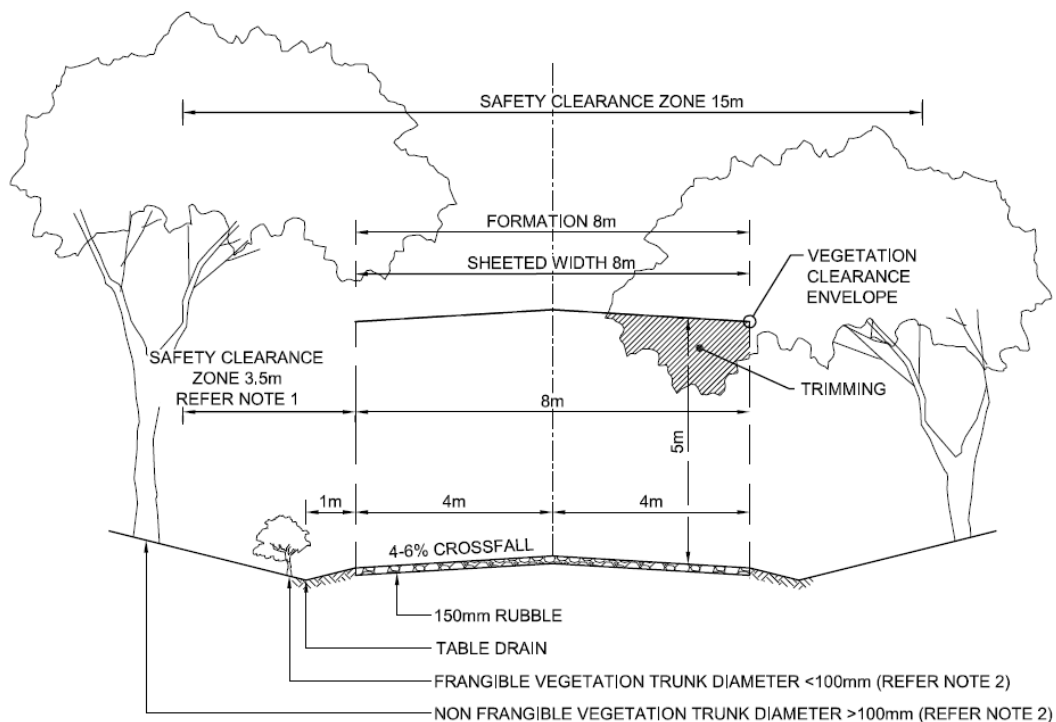 SAFETY CLEARANCE ZONE 15m
FORMATION 8m
SHEETED WIDTH 8m
VEGETATION
CLEARANCE
ENVELOPE
SAFETY CLEARANCE
ZONE 3.5m
REFER NOTE 1
TRIMMING
8m
5m
1m
4m
4m
4-6% CROSSFALL
150mm RUBBLE
TABLE DRAIN
FRANGIBLE VEGETATION TRUNK DIAMETER <100mm (REFER NOTE 2)
NON FRANGIBLE VEGETATION TRUNK DIAMETER >100mm (REFER NOTE 2)